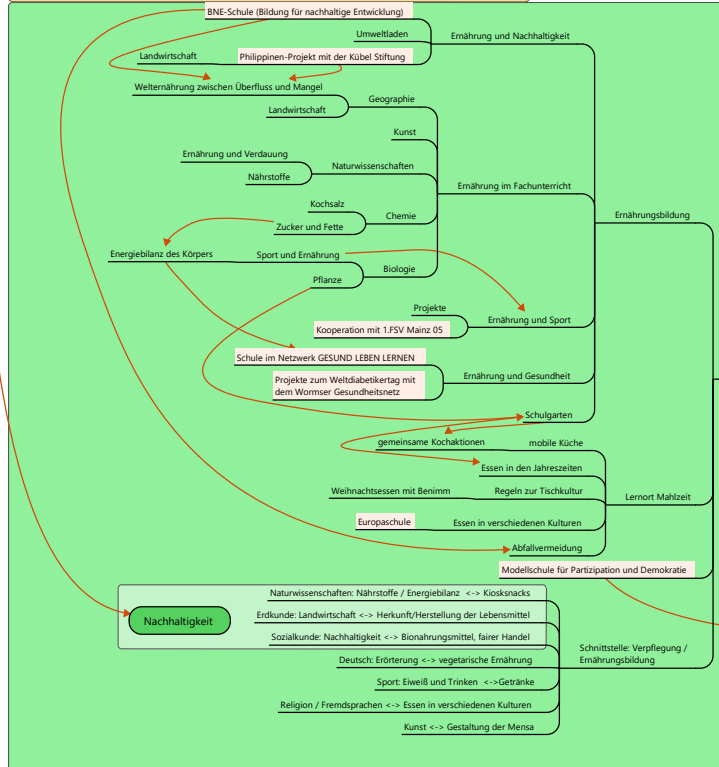 BNE-Schule (Bildung für nachhaltige Entwicklung)
Umweltladen
Ernährung und Nachhaltigkeit
Landwirtschaft
Philippinen-Projekt mit der Kübel Stiftung
Welternährung zwischen Überfluss und Mangel
Geographie
Landwirtschaft
Kunst
Ernährung und Verdauung
Naturwissenschaften
Nährstoffe
Ernährung im Fachunterricht
Kochsalz
Chemie
Zucker und Fette
Ernährungsbildung
Energiebilanz des Körpers
Sport und Ernährung
Biologie
Pflanze
Projekte
Ernährung und Sport
Kooperation mit 1.FSV Mainz 05
Schule im Netzwerk GESUND LEBEN LERNEN
Ernährung und Gesundheit
Projekte zum Weltdiabetikertag mit
dem Wormser Gesundheitsnetz
Schulgarten
gemeinsame Kochaktionen
mobile Küche
Essen in den Jahreszeiten
Weihnachtsessen mit Benimm
Regeln zur Tischkultur
Lernort Mahlzeit
Europaschule
Essen in verschiedenen Kulturen
Abfallvermeidung
Modellschule für Partizipation und Demokratie
Naturwissenschaften: Nährstoffe / Energiebilanz <-> Kiosksnacks
Erdkunde: Landwirtschaft <-> Herkunft/Herstellung der Lebensmittel
Nachhaltigkeit
Sozialkunde: Nachhaltigkeit <-> Bionahrungsmittel, fairer Handel
Schnittstelle: Verpflegung /
Ernährungsbildung
Deutsch: Erörterung <-> vegetarische Ernährung
Sport: Eiweiß und Trinken <->Getränke
Religion / Fremdsprachen <-> Essen in verschiedenen Kulturen
Kunst <-> Gestaltung der Mensa